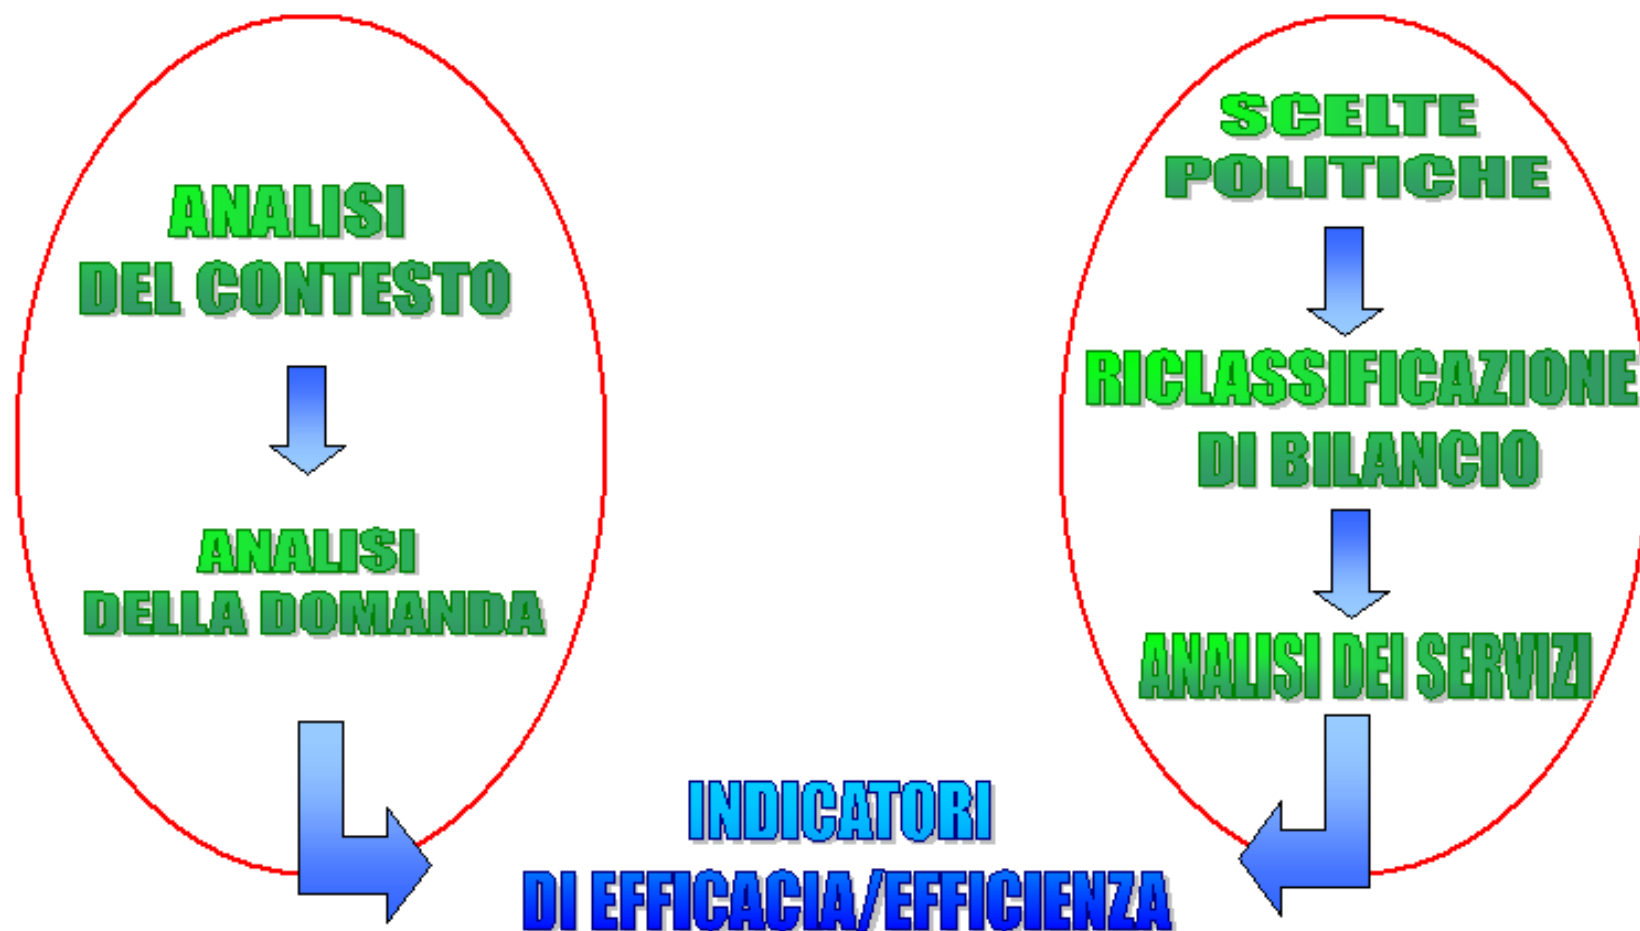 ANALISI
DEL CONTESTO
ANALISI
DELLA DOMANDA
SCELTE
POLITICHE
RICLASSIFICAZIONE
DI BILANCIO
ANALISI DEI SERVIZI
INDICATORI
DI EFFICACIA/EFFICIENZA